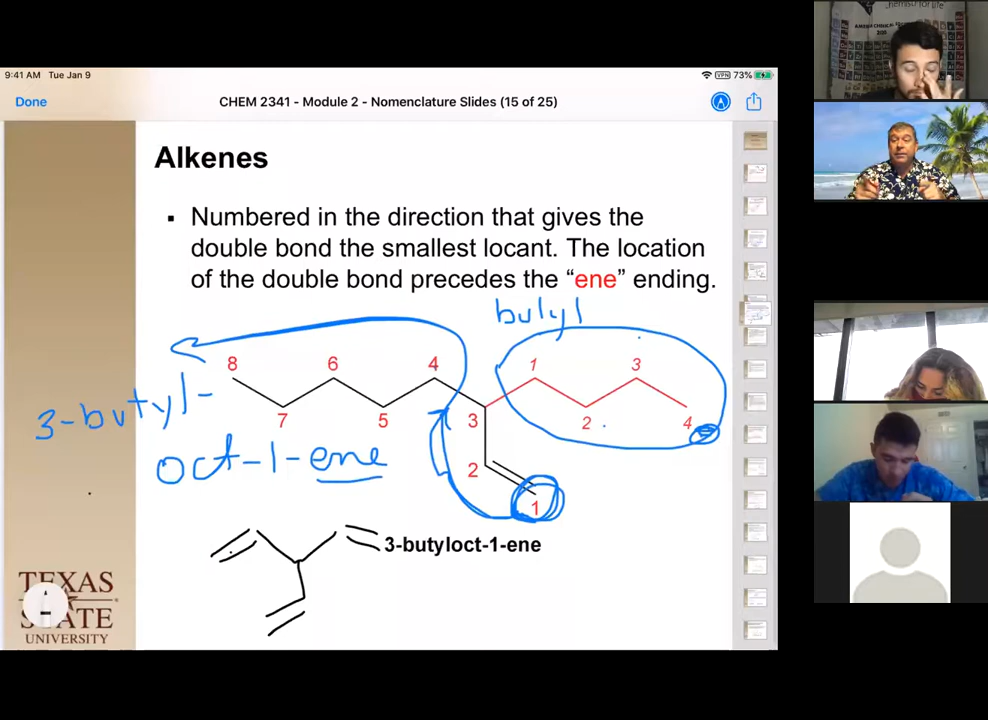 9:41 AM Tue Jan 9
VPN 73%
Done
CHEM 2341 - Module 2 - Nomenclature Slides (15 of 25)
Alkenes
▪ Numbered in the direction that gives the
double bond the smallest locant. The location
of the double bond precedes the “ene” ending.
butyl
8 6 4 1 3
7 5 3 2 4
3-butyl-
oct-1-ene
2
1
3-butyloct-1-ene
TEXAS
STATE
UNIVERSITY